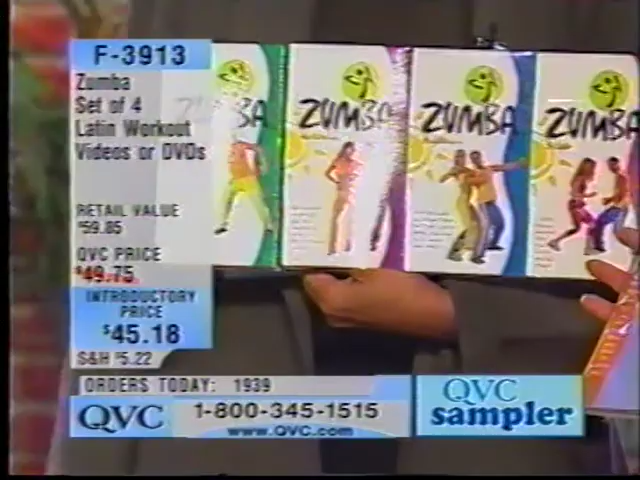 F-3913
Zumba
Set of 4
Latin Workout
Videos or DVDs
RETAIL VALUE
$59.85
QVC PRICE
$49.75
INTRODUCTORY
PRICE
$45.18
S&H $5.22
ORDERS TODAY: 1939
QVC
1-800-345-1515
www.QVC.com
QVC
sampler
BA
ZUMBA
ZUMBA
ZUMBA